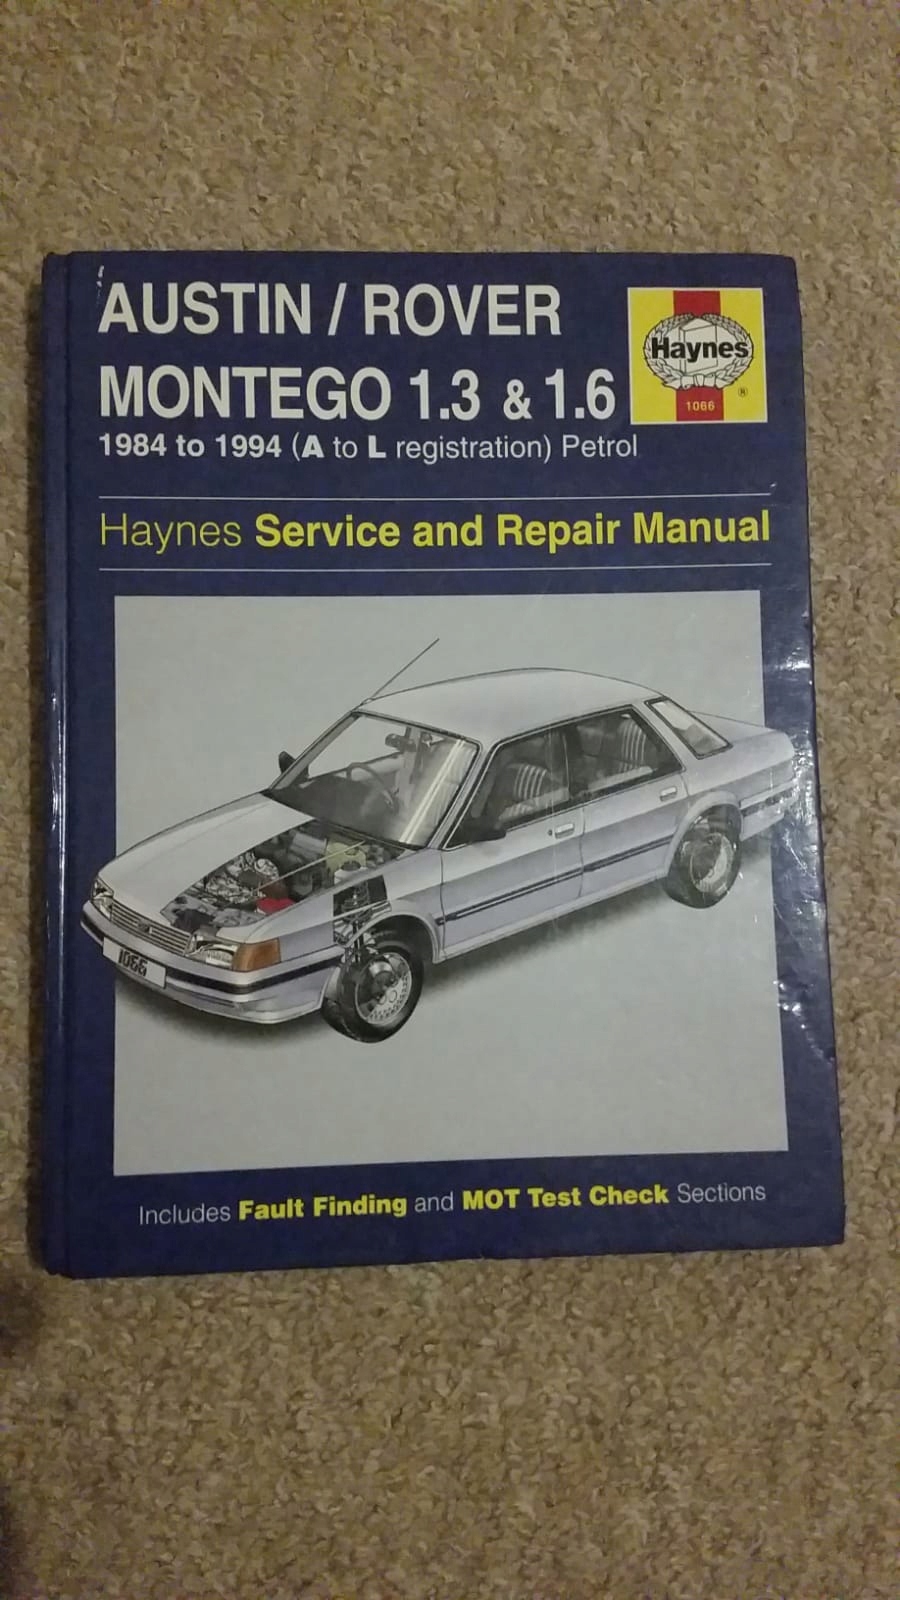 AUSTIN / ROVER
MONTEGO 1.3 & 1.6
1984 to 1994 (A to L registration) Petrol
Haynes
®
1066
Haynes Service and Repair Manual
1066
Includes Fault Finding and MOT Test Check Sections